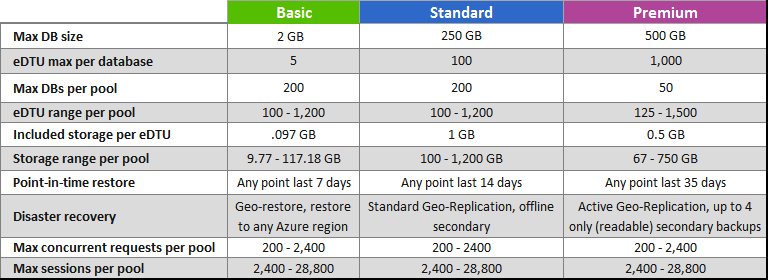 Basic Standard Premium
Max DB size 2 GB 250 GB 500 GB
eDTU max per database 5 100 1,000
Max DBs per pool 200 200 50
eDTU range per pool 100 - 1,200 100 - 1,200 125 - 1,500
Included storage per eDTU .097 GB 1 GB 0.5 GB
Storage range per pool 9.77 - 117.18 GB 100 - 1,200 GB 67 - 750 GB
Point-in-time restore Any point last 7 days Any point last 14 days Any point last 35 days
Disaster recovery Geo-restore, restore to any Azure region Standard Geo-Replication, offline secondary Active Geo-Replication, up to 4 only (readable) secondary backups
Max concurrent requests per pool 200 - 2,400 200 - 2400 200 - 2,400
Max sessions per pool 2,400 - 28,800 2,400 - 28,800 2,400 - 28,800